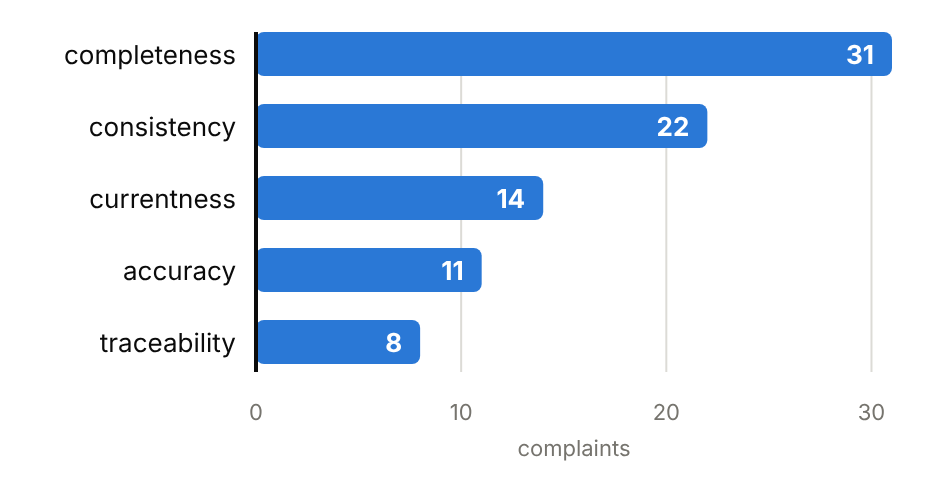 completeness 31
consistency 22
currentness 14
accuracy 11
traceability 8
0 10 20 30
complaints